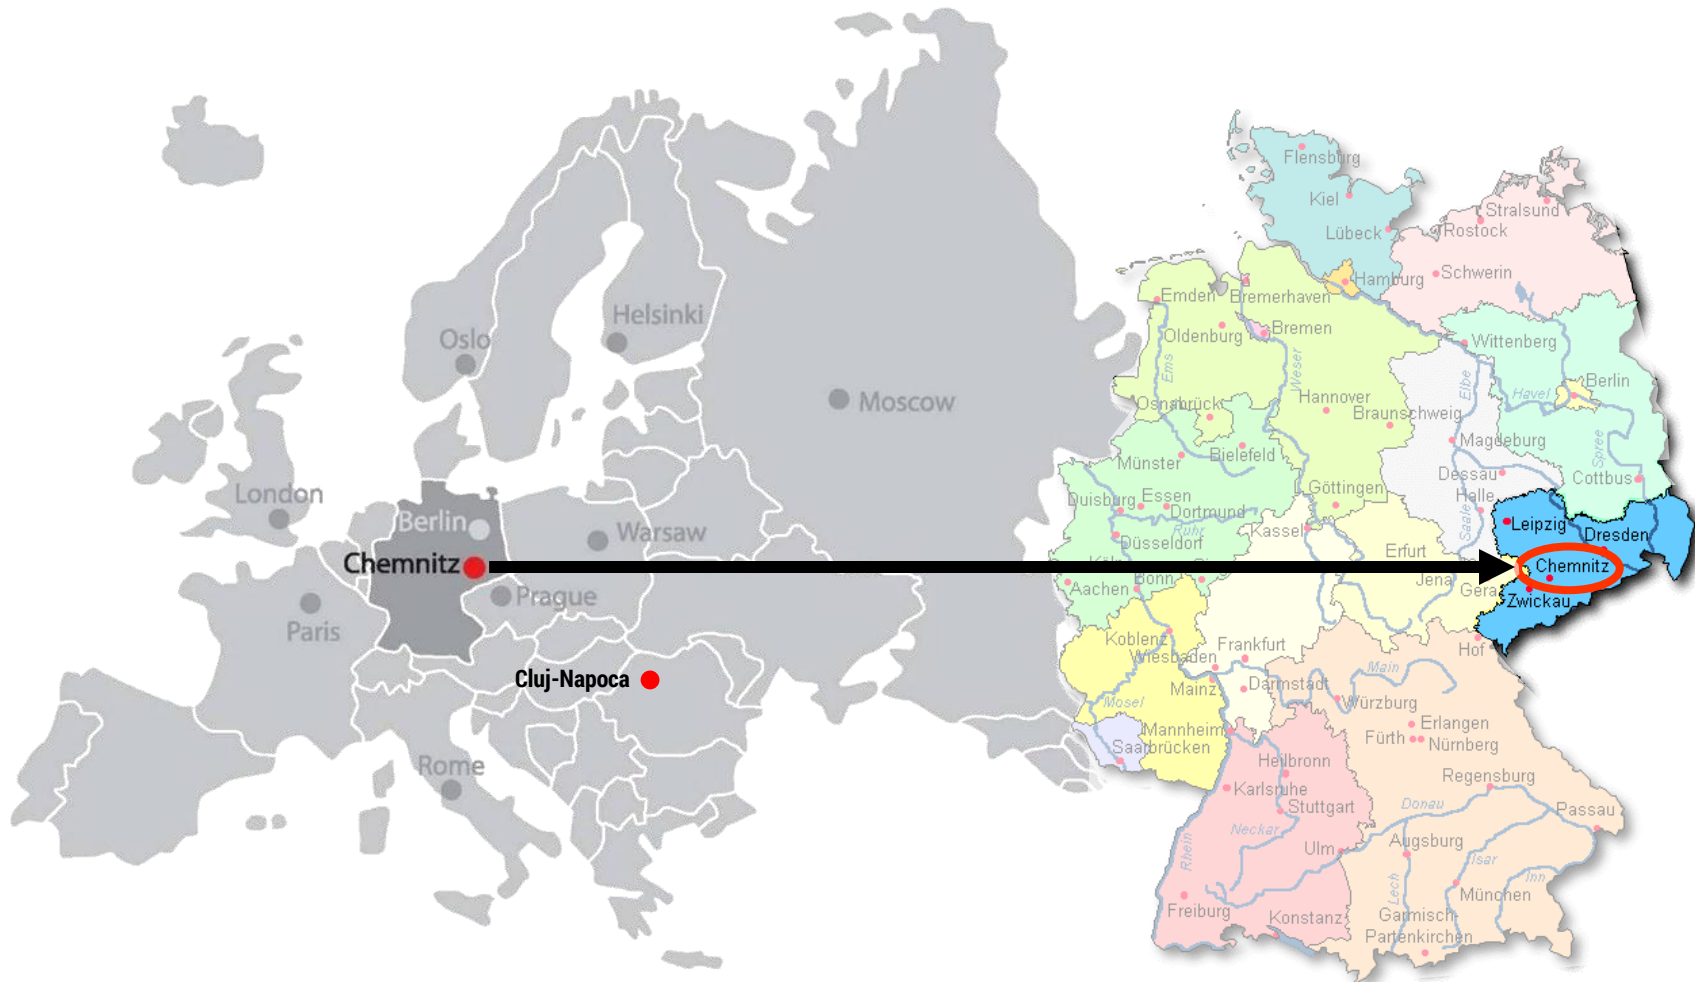 Oslo
Helsinki
Moscow
London
Berlin
Warsaw
Chemnitz
Prague
Paris
Cluj-Napoca
Rome
Flensburg
Kiel
Stralsund
Lübeck
Rostock
Schwerin
Hamburg
Emden
Bremerhaven
Bremen
Oldenburg
Wittenberg
Ems
Weser
Elbe
Havel
Berlin
Osnabrück
Hannover
Braunschweig
Magdeburg
Spree
Münster
Bielefeld
Dessau
Cottbus
Göttingen
Halle
Duisburg
Essen
Dortmund
Ruhr
Kassel
Saale
Leipzig
Düsseldorf
Erfurt
Dresden
Chemnitz
Aachen
Bonn
Jena
Gera
Zwickau
Koblenz
Wiesbaden
Frankfurt
Hof
Main
Mainz
Darmstadt
Mosel
Würzburg
Mannheim
Erlangen
Fürth
Nürnberg
Saarbrücken
Heilbronn
Regensburg
Karlsruhe
Stuttgart
Donau
Passau
Neckar
Rhein
Ulm
Augsburg
Isar
Inn
Lech
München
Freiburg
Konstanz
Garmisch-
Partenkirchen